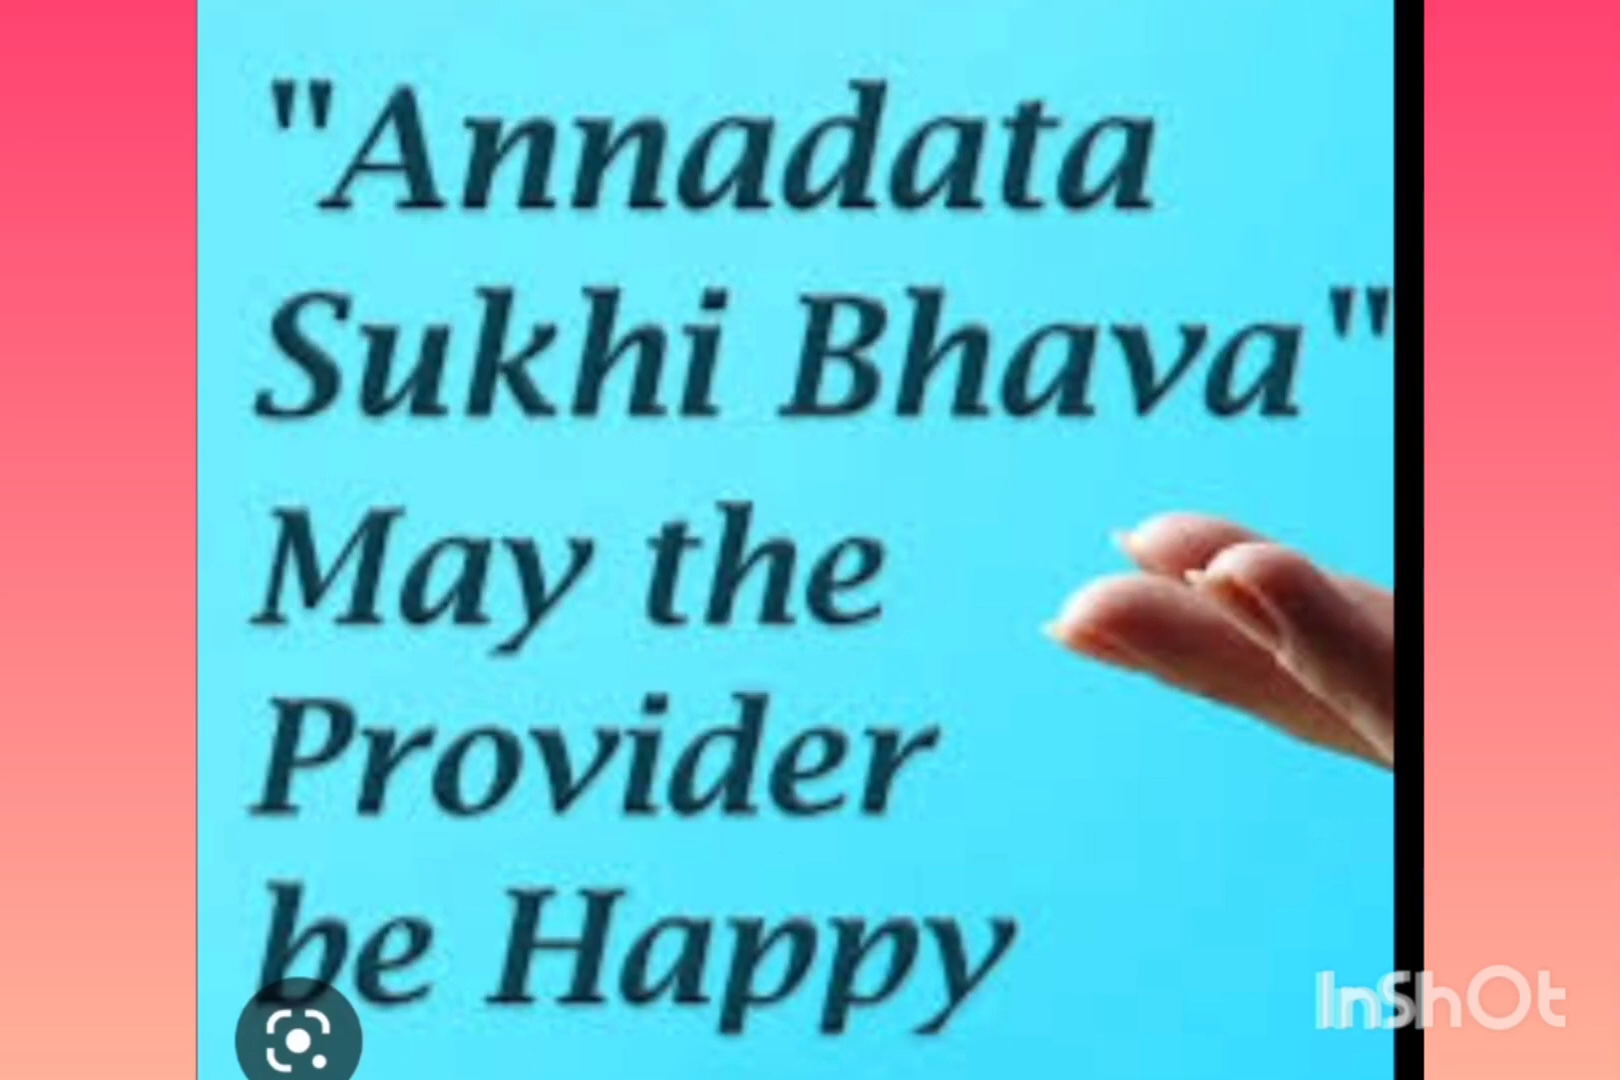 "Annadata
Sukhi Bhava"
May the
Provider
be Happy
InShOt